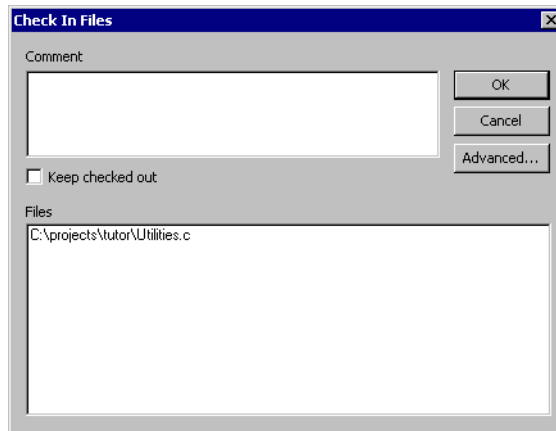 Check In Files
Comment
OK
Cancel
Advanced...
Keep checked out
Files
C:\projects\tutor\Utilities.c